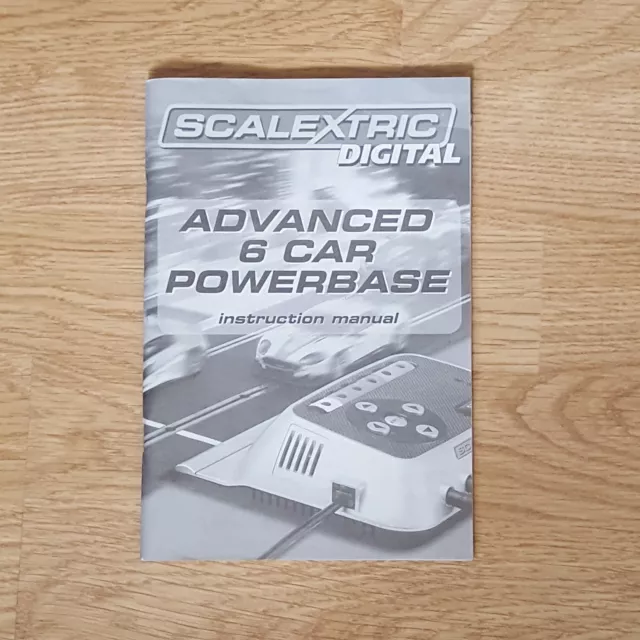 SCALEXTRIC
DIGITAL
ADVANCED
6 CAR
POWERBASE
instruction manual